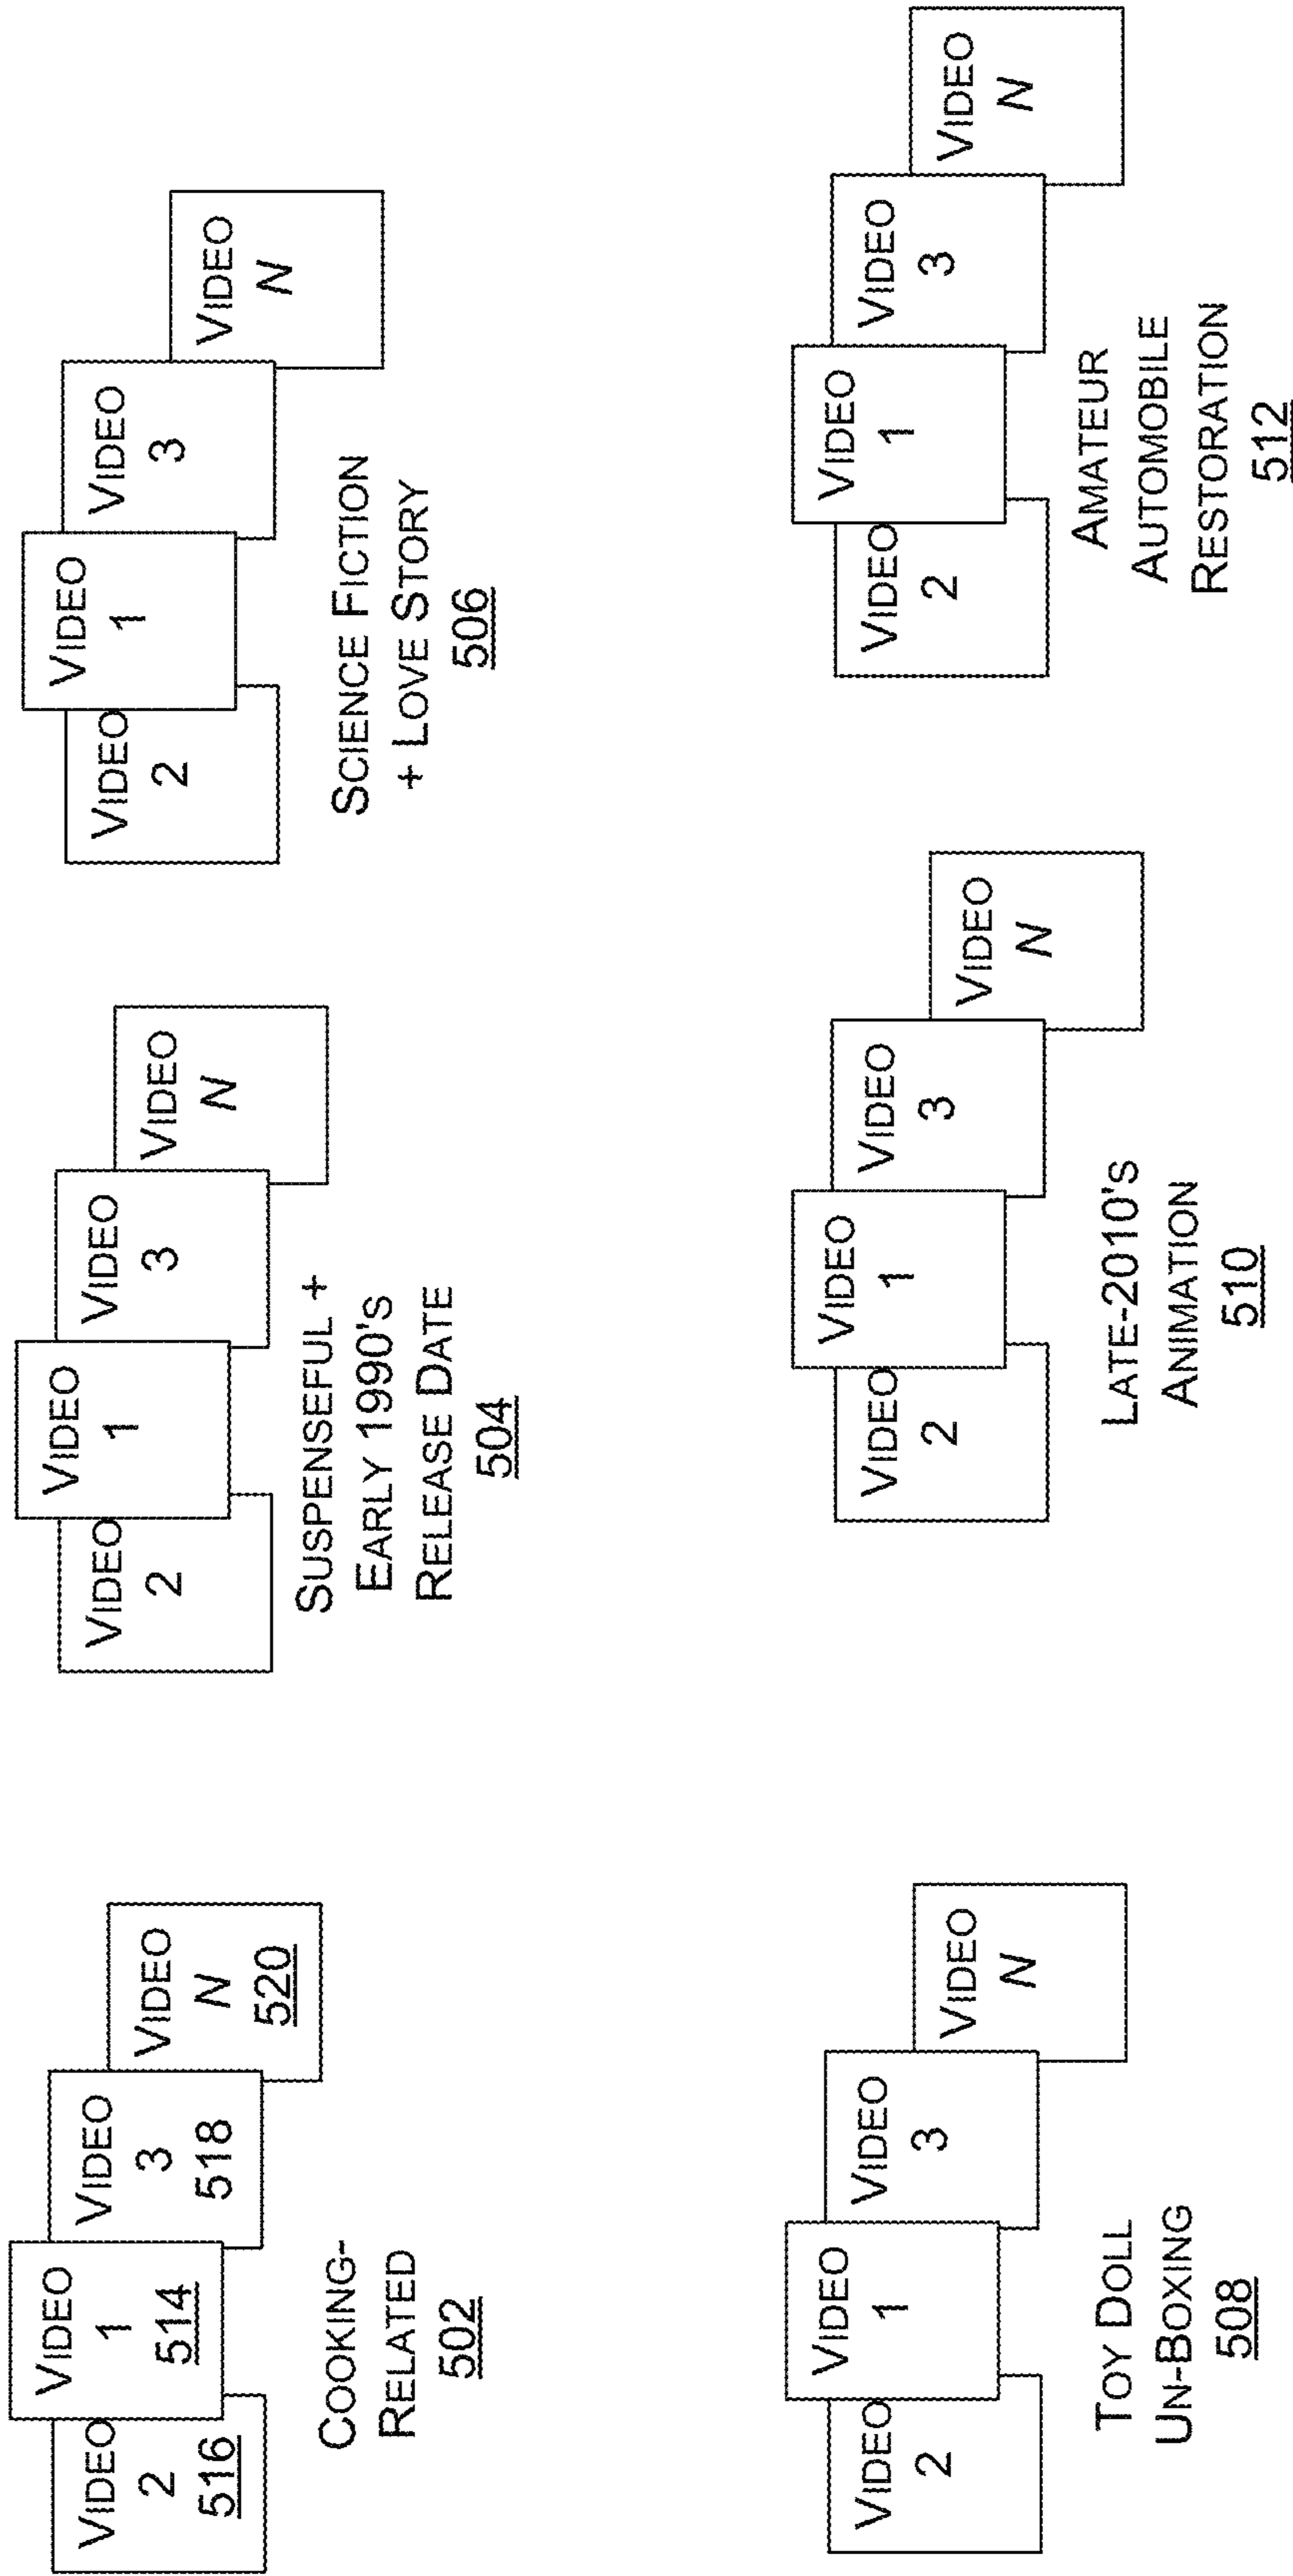 VIDEO
2
516
VIDEO
1
514
VIDEO
3
518
VIDEO
N
520
COOKING-
RELATED
502
VIDEO
2
VIDEO
1
VIDEO
3
VIDEO
N
SUSPENSEFUL +
EARLY 1990'S
RELEASE DATE
504
VIDEO
2
VIDEO
1
VIDEO
3
VIDEO
N
SCIENCE FICTION
+ LOVE STORY
506
VIDEO
2
VIDEO
1
VIDEO
3
VIDEO
N
TOY DOLL
UN-BOXING
508
VIDEO
2
VIDEO
1
VIDEO
3
VIDEO
N
LATE-2010'S
ANIMATION
510
VIDEO
2
VIDEO
1
VIDEO
3
VIDEO
N
AMATEUR
AUTOMOBILE
RESTORATION
512